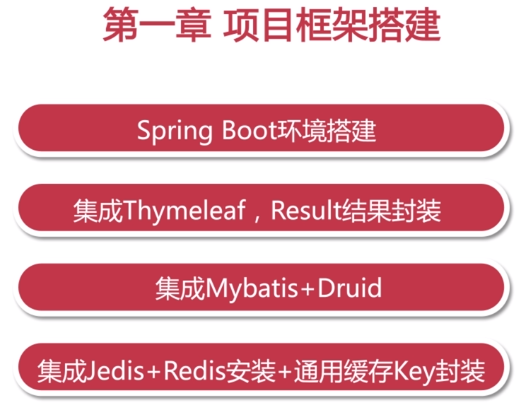 第一章 项目框架搭建
Spring Boot环境搭建
集成Thymeleaf，Result结果封装
集成Mybatis+Druid
集成Jedis+Redis安装+通用缓存Key封装